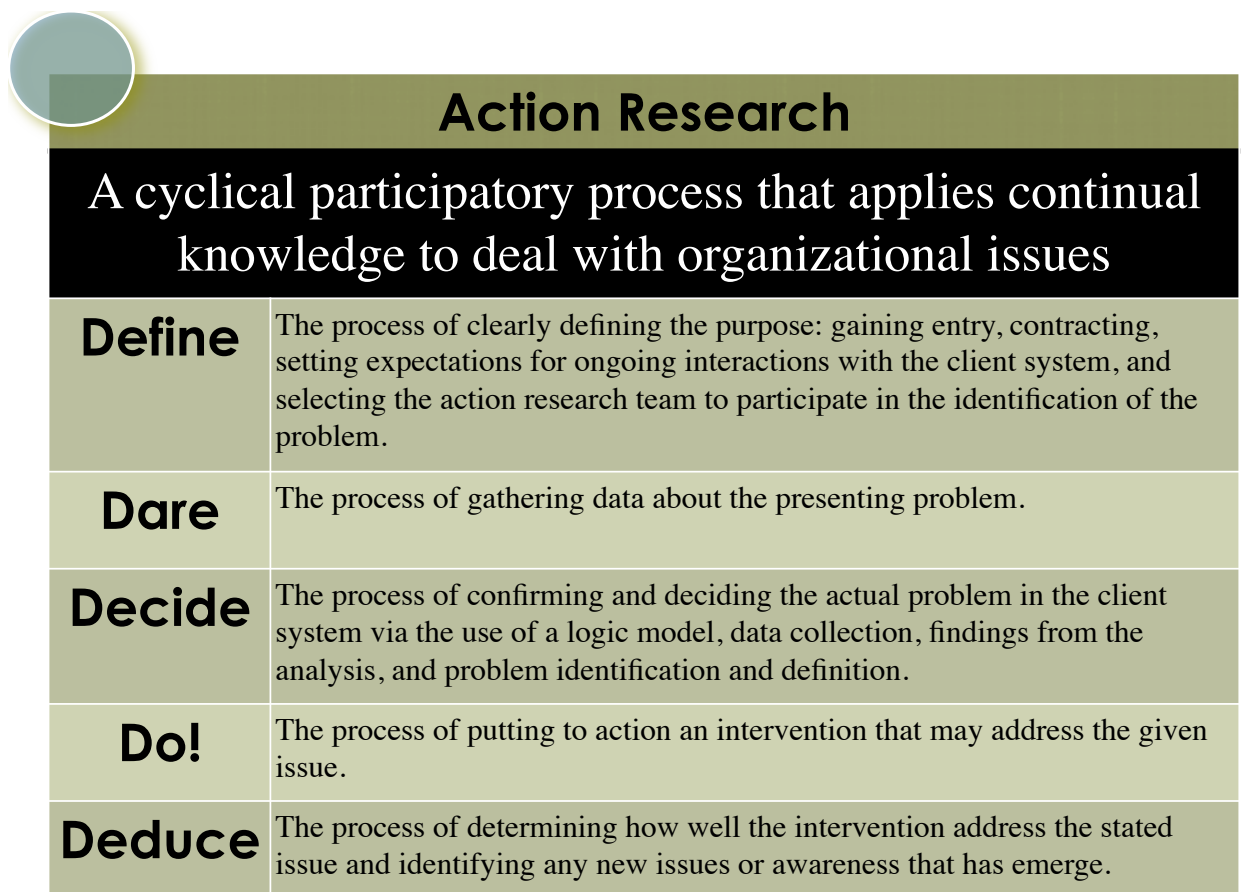 Action Research
A cyclical participatory process that applies continual
knowledge to deal with organizational issues
Define
The process of clearly defining the purpose: gaining entry, contracting,
setting expectations for ongoing interactions with the client system, and
selecting the action research team to participate in the identification of the
problem.
Dare
The process of gathering data about the presenting problem.
Decide
The process of confirming and deciding the actual problem in the client
system via the use of a logic model, data collection, findings from the
analysis, and problem identification and definition.
Do!
The process of putting to action an intervention that may address the given
issue.
Deduce
The process of determining how well the intervention address the stated
issue and identifying any new issues or awareness that has emerge.